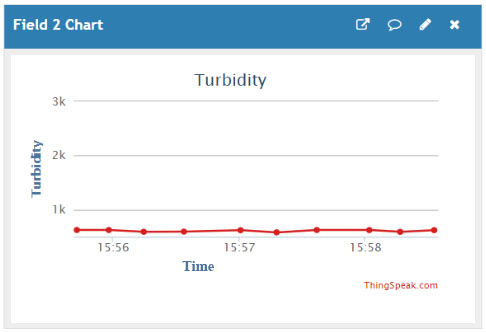 Field 2 Chart
Turbidity
3k
2k
1k
Turbidity
15:56
15:57
15:58
Time
ThingSpeak.com